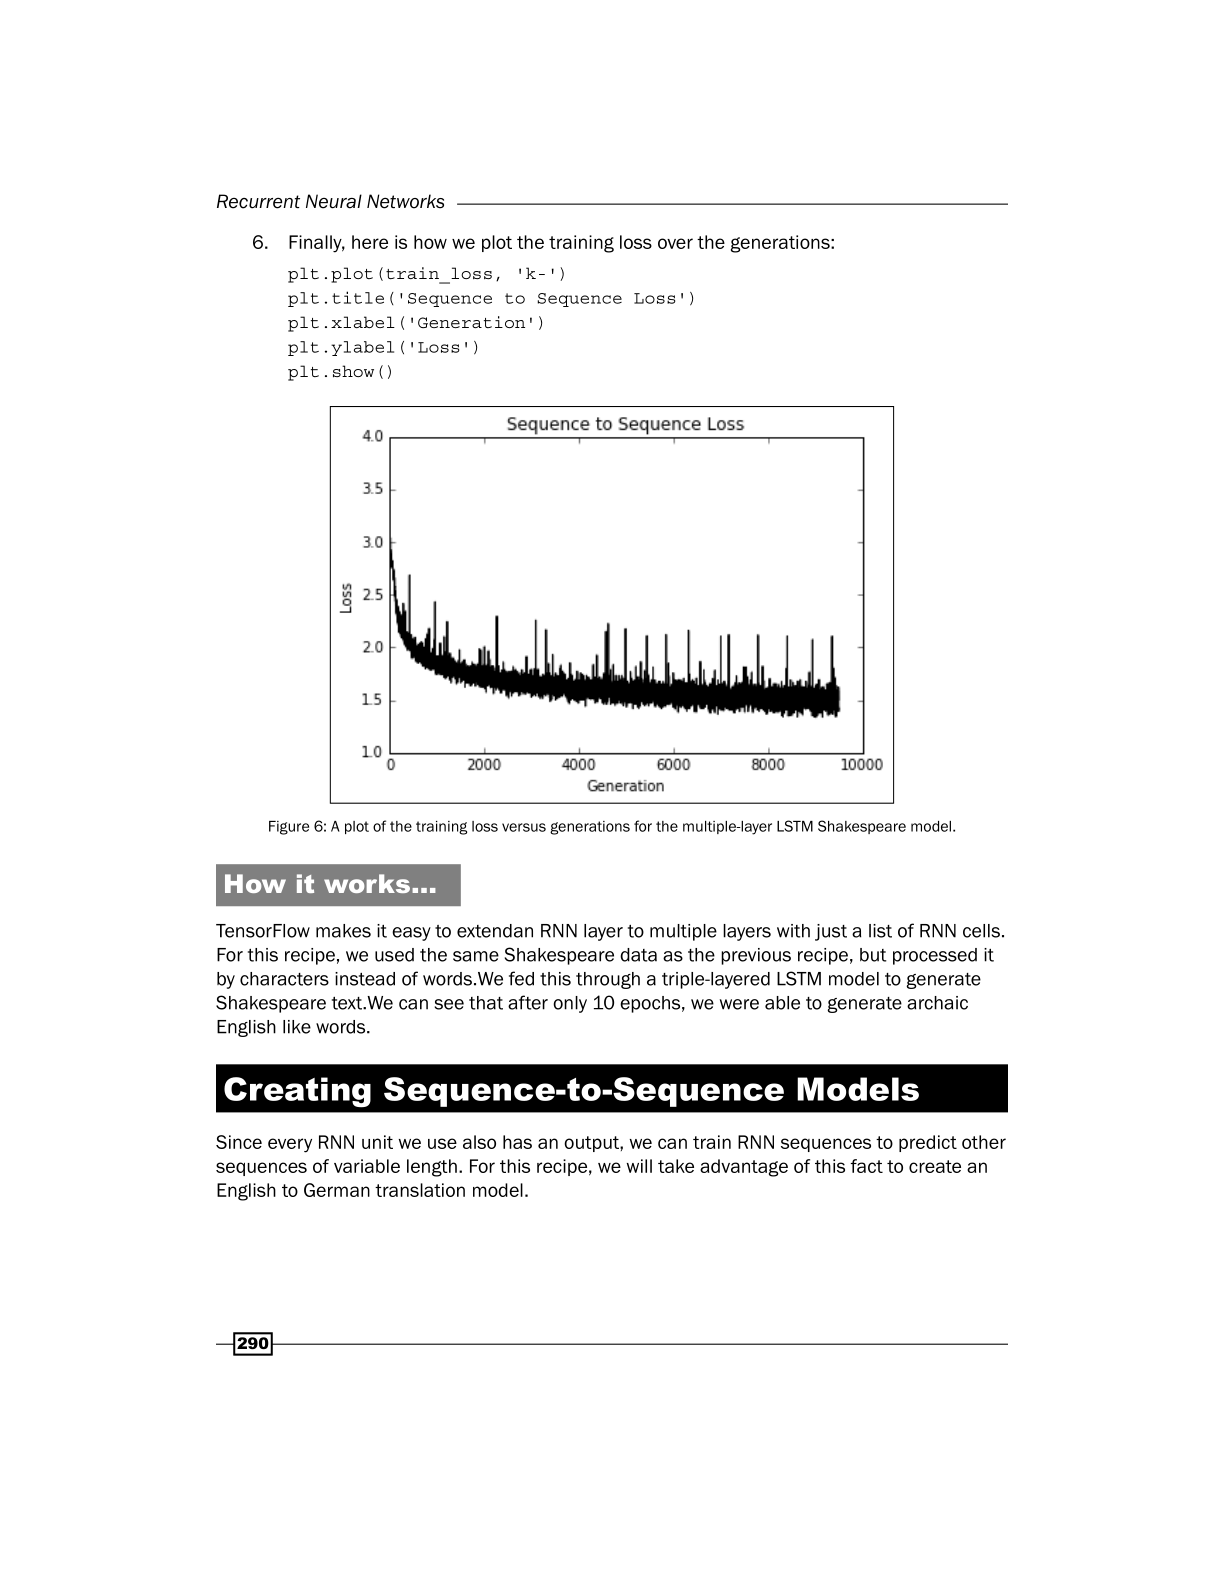 Recurrent Neural Networks
6. Finally, here is how we plot the training loss over the generations:
plt.plot(train_loss, 'k-')
plt.title('Sequence to Sequence Loss')
plt.xlabel('Generation')
plt.ylabel('Loss')
plt.show()
Sequence to Sequence Loss
4.0
3.5
3.0
2.5
2.0
1.5
1.0
Loss
0 2000 4000 6000 8000 10000
Generation
Figure 6: A plot of the training loss versus generations for the multiple-layer LSTM Shakespeare model.
How it works...
TensorFlow makes it easy to extendan RNN layer to multiple layers with just a list of RNN cells.
For this recipe, we used the same Shakespeare data as the previous recipe, but processed it
by characters instead of words.We fed this through a triple-layered LSTM model to generate
Shakespeare text.We can see that after only 10 epochs, we were able to generate archaic
English like words.
Creating Sequence-to-Sequence Models
Since every RNN unit we use also has an output, we can train RNN sequences to predict other
sequences of variable length. For this recipe, we will take advantage of this fact to create an
English to German translation model.
290